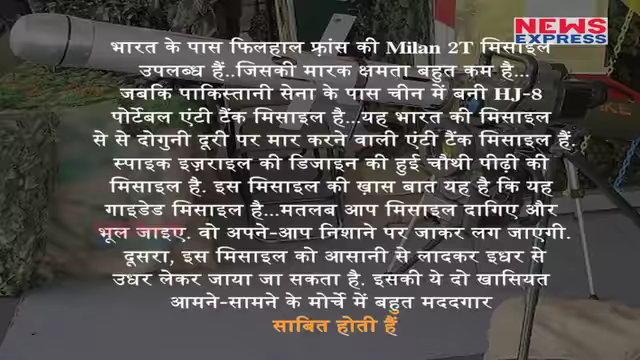 NEWS
EXPRESS
भारत के पास फिलहाल फ़्रांस की Milan 2T मिसाइल
उपलब्ध हैं..जिसकी मारक क्षमता बहुत कम है...
जबकि पाकिस्तानी सेना के पास चीन में बनी HJ-8
पोर्टेबल एंटी टैंक मिसाइल है...यह भारत की मिसाइल
से से दोगुनी दूरी पर मार करने वाली एंटी टैंक मिसाइल हैं.
स्पाइक इज़राइल की डिजाइन की हुई चौथी पीढ़ी की
मिसाइल है. इस मिसाइल की ख़ास बात यह है कि यह
गाइडेड मिसाइल है...मतलब आप मिसाइल दागिए और
भूल जाइए. वो अपने-आप निशाने पर जाकर लग जाएगी.
दूसरा, इस मिसाइल को आसानी से लादकर इधर से
उधर लेकर जाया जा सकता है. इसकी ये दो खासियत
आमने-सामने के मोर्चे में बहुत मददगार
साबित होती हैं